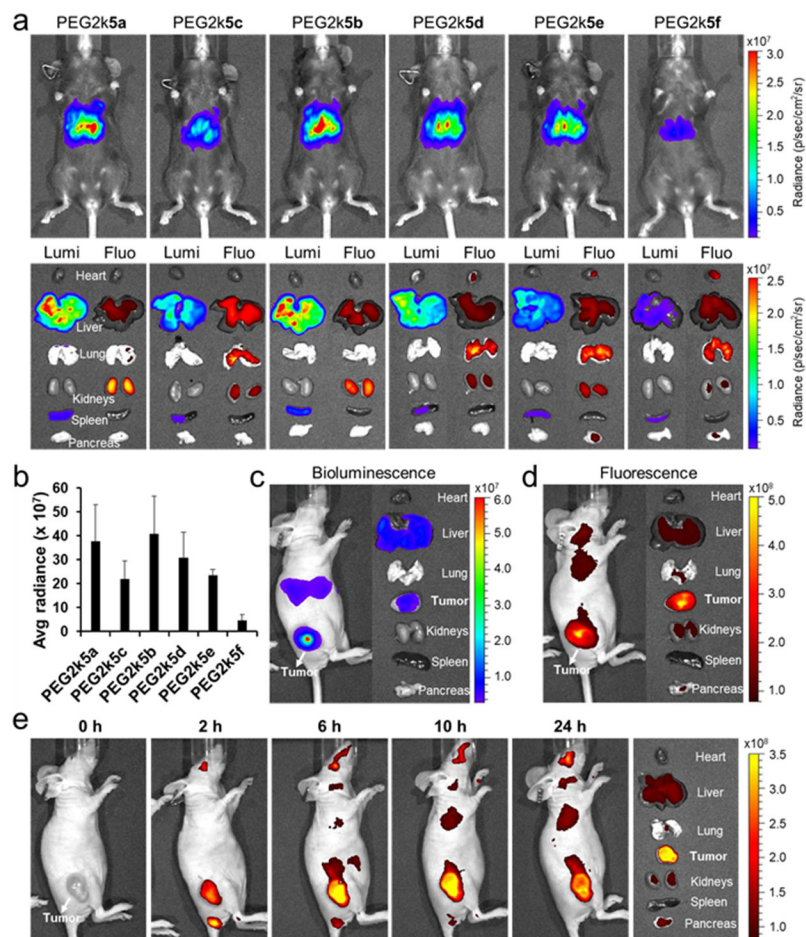 a
PEG2k5a PEG2k5c PEG2k5b PEG2k5d PEG2k5e PEG2k5f
x10⁷
3.0
2.5
2.0
1.5
1.0
Radiance (p/sec/cm²/sr)
Lumi Fluo Lumi Fluo Lumi Fluo Lumi Fluo Lumi Fluo Lumi Fluo
Heart
Liver
Lung
Kidneys
Spleen
Pancreas
x10⁷
2.5
2.0
1.5
1.0
0.5
Radiance (p/sec/cm²/sr)
b
Avg radiance (x 10⁷)
60
50
40
30
20
10
0
PEG2k5a PEG2k5c PEG2k5b PEG2k5d PEG2k5e PEG2k5f
c
Bioluminescence
Heart
Liver
Lung
Tumor
Kidneys
Spleen
Pancreas
Tumor
x10⁷
6.0
5.0
4.0
3.0
2.0
1.0
d
Fluorescence
Heart
Liver
Lung
Tumor
Kidneys
Spleen
Pancreas
Tumor
x10⁸
5.0
4.0
3.0
2.0
1.0
e
0 h 2 h 6 h 10 h 24 h
Tumor
Heart
Liver
Lung
Tumor
Kidneys
Spleen
Pancreas
x10⁸
3.5
3.0
2.5
2.0
1.5
1.0